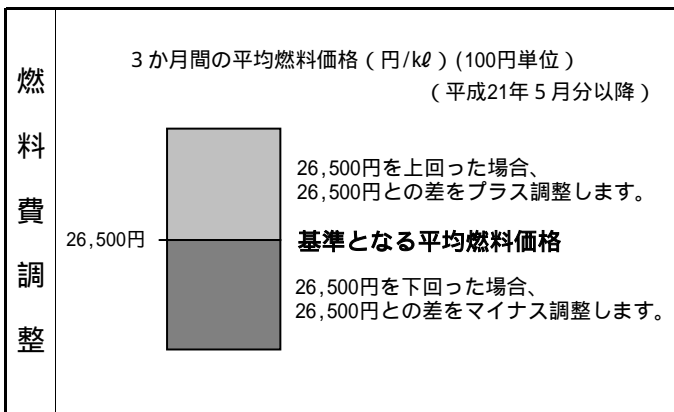 燃料費調整
3か月間の平均燃料価格(円/kℓ)(100円単位)
(平成21年5月分以降)
26,500円を上回った場合、
26,500円との差をプラス調整します。
26,500円
基準となる平均燃料価格
26,500円を下回った場合、
26,500円との差をマイナス調整します。